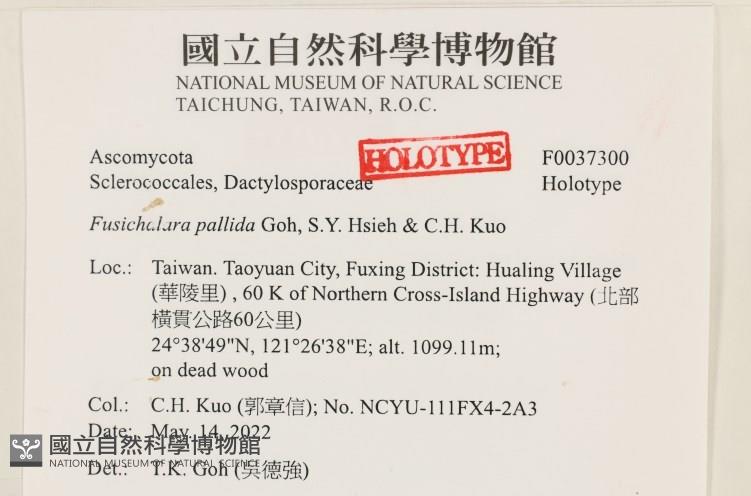 國立自然科學博物館
NATIONAL MUSEUM OF NATURAL SCIENCE
TAICHUNG, TAIWAN, R.O.C.
HOLOTYPE
Ascomycota F0037300
Sclerococcales, Dactylosporaceae Holotype
Fusichalara pallida Goh, S.Y. Hsieh & C.H. Kuo
Loc.: Taiwan. Taoyuan City, Fuxing District: Hualing Village
(華陵里) , 60 K of Northern Cross-Island Highway (北部
橫貫公路60公里)
24°38'49"N, 121°26'38"E; alt. 1099.11m;
on dead wood
Col.: C.H. Kuo (郭章信); No. NCYU-111FX4-2A3
Date: May. 14, 2022
Det.: T.K. Goh (吳德強)
國立自然科學博物館
NATIONAL MUSEUM OF NATURAL SCIENCE